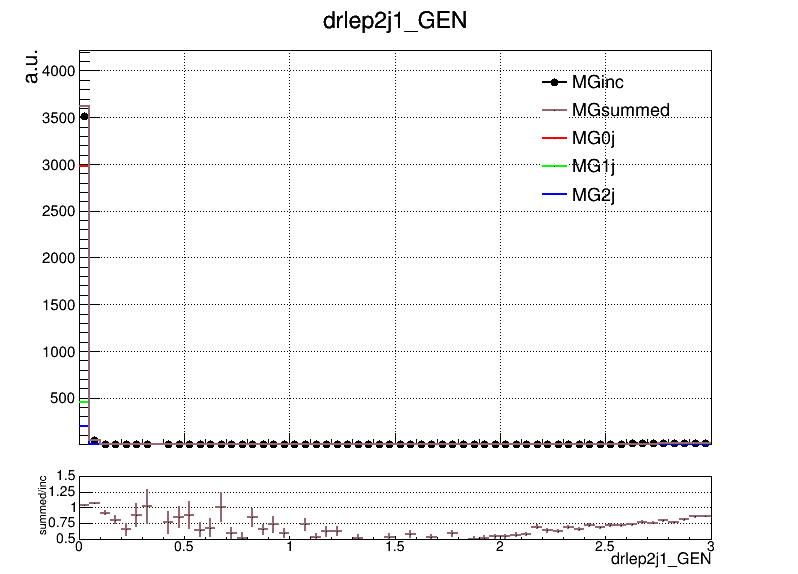 drlep2j1_GEN
a.u.
4000
3500
3000
2500
2000
1500
1000
500
MGinc
MGsummed
MG0j
MG1j
MG2j
summed/inc
1.5
1.25
1
0.75
0.5
0 0.5 1 1.5 2 2.5 3
drlep2j1_GEN